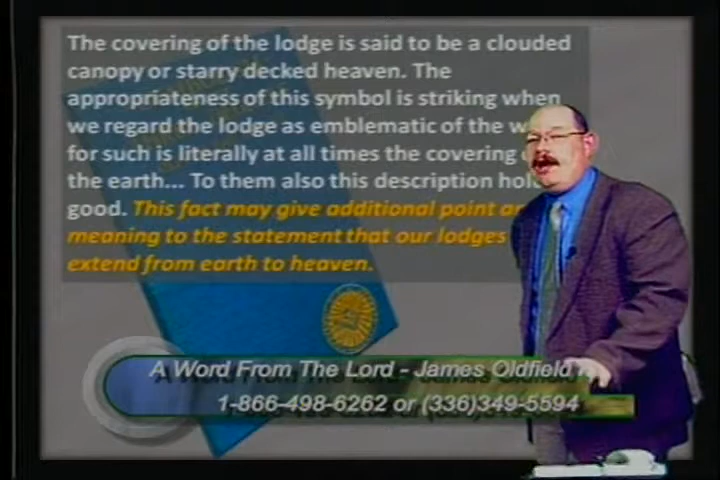 The covering of the lodge is said to be a clouded
canopy or starry decked heaven. The
appropriateness of this symbol is striking when
we regard the lodge as emblematic of the
for such is literally at all times the covering
the earth... To them also this description
good. This fact may give additional point
meaning to the statement that our lodges
extend from earth to heaven.
A Word From The Lord - James Oldfield
1-866-498-6262 or (336)349-5594